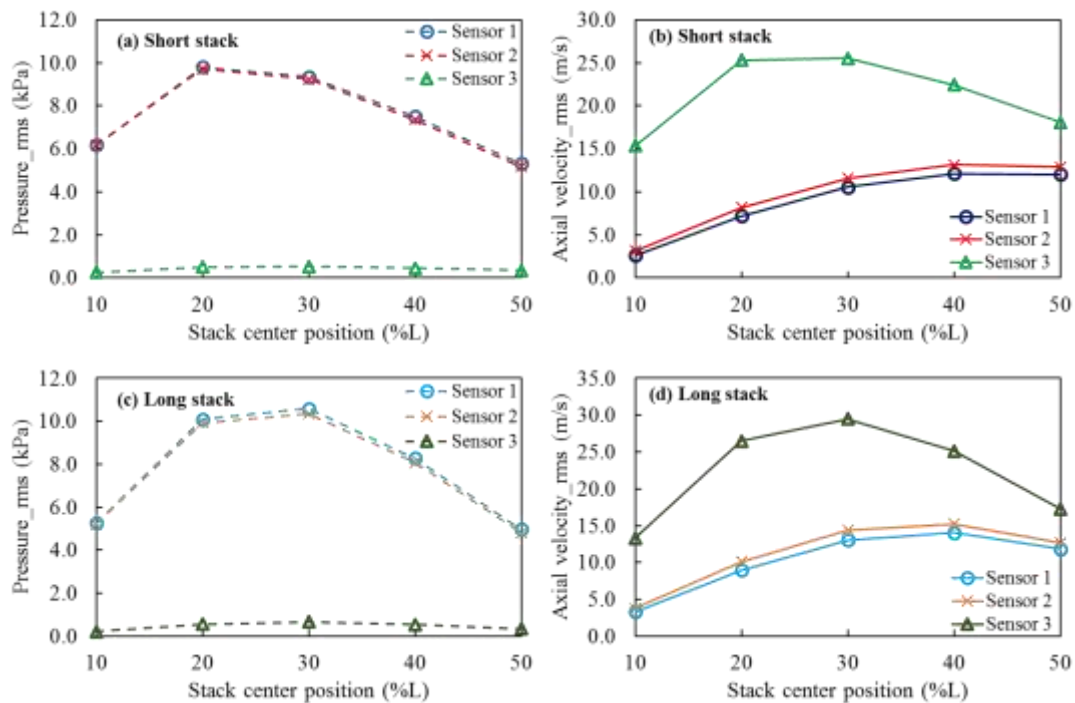 (a) Short stack
Sensor 1
Sensor 2
Sensor 3
Pressure_rms (kPa)
12.0
10.0
8.0
6.0
4.0
2.0
0.0
10 20 30 40 50
Stack center position (%L)
(b) Short stack
Sensor 1
Sensor 2
Sensor 3
Axial velocity_rms (m/s)
30.0
25.0
20.0
15.0
10.0
5.0
0.0
10 20 30 40 50
Stack center position (%L)
(c) Long stack
Sensor 1
Sensor 2
Sensor 3
Pressure_rms (kPa)
12.0
10.0
8.0
6.0
4.0
2.0
0.0
10 20 30 40 50
Stack center position (%L)
(d) Long stack
Sensor 1
Sensor 2
Sensor 3
Axial velocity_rms (m/s)
35.0
30.0
25.0
20.0
15.0
10.0
5.0
0.0
10 20 30 40 50
Stack center position (%L)